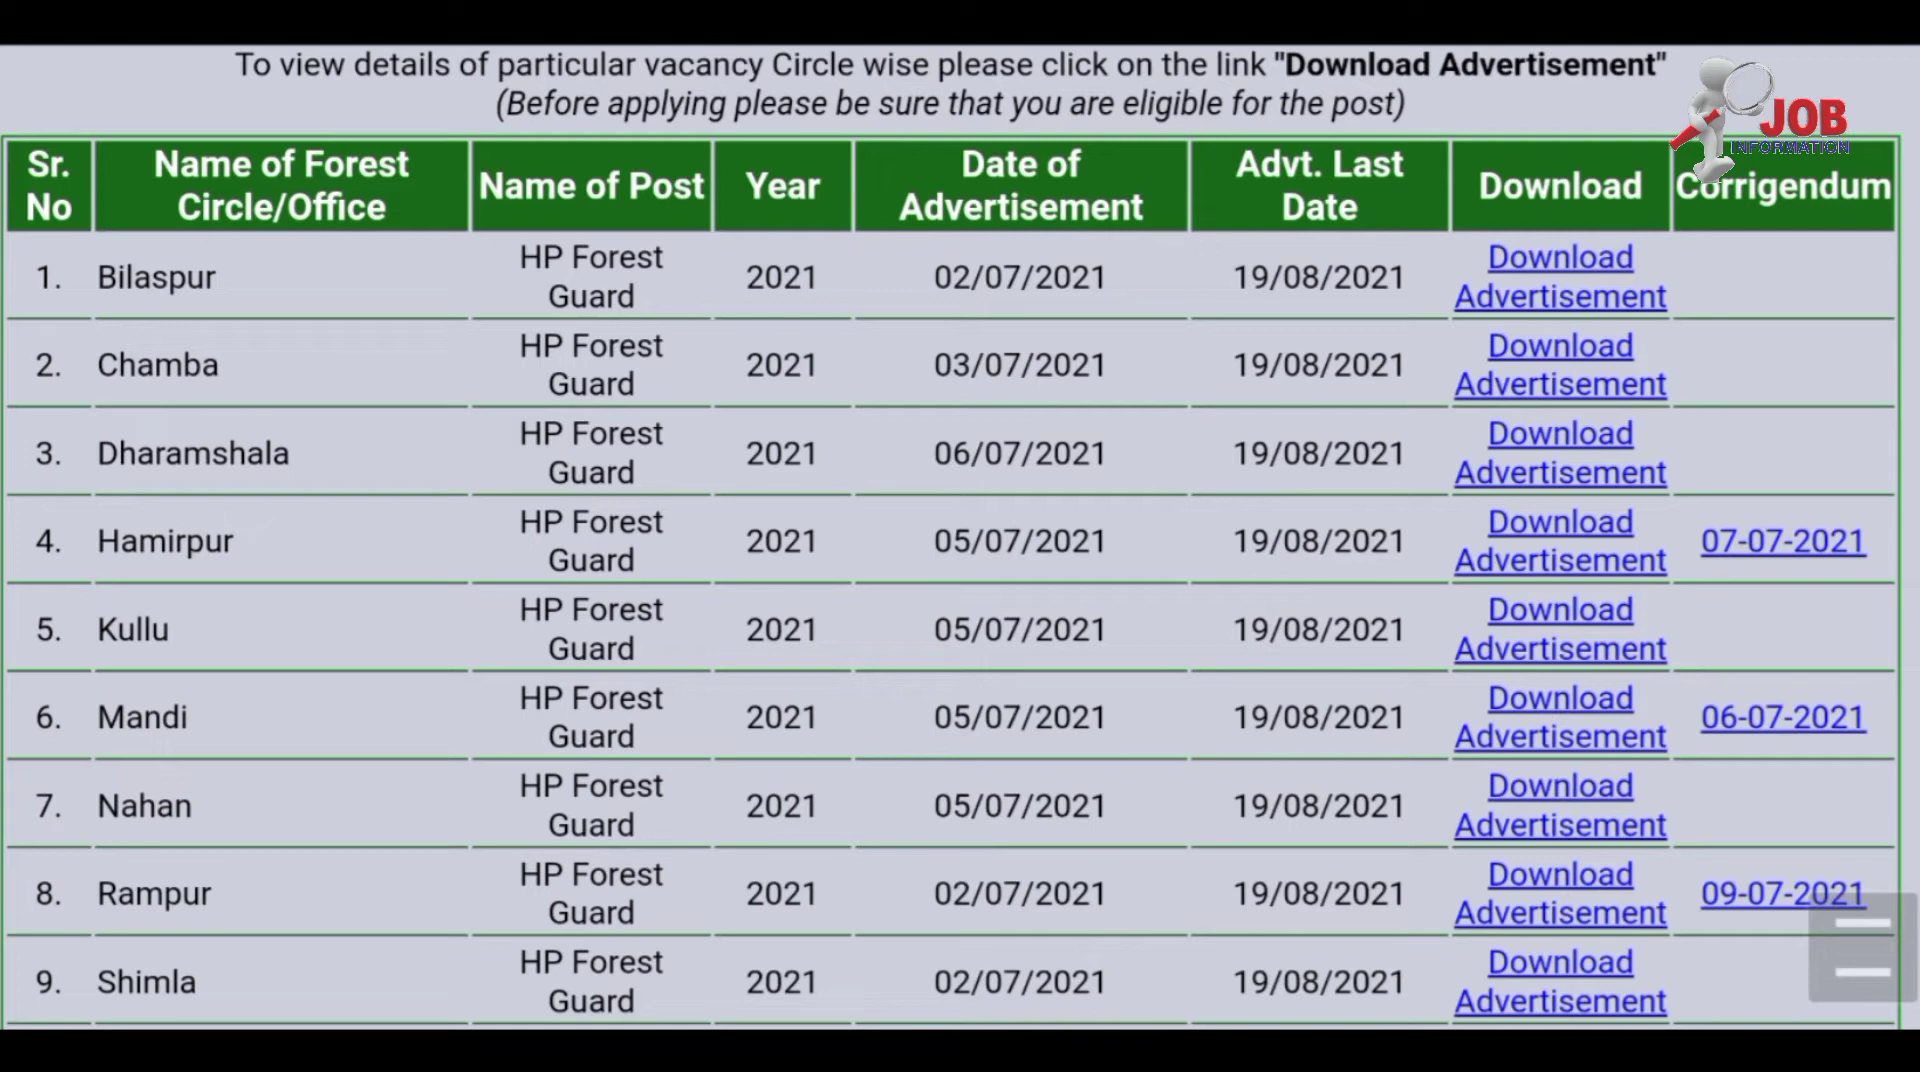 To view details of particular vacancy Circle wise please click on the link "Download Advertisement"
(Before applying please be sure that you are eligible for the post)
JOB
INFORMATION
Sr. No Name of Forest Circle/Office Name of Post Year Date of Advertisement Advt. Last Date Download Corrigendum
1. Bilaspur HP Forest Guard 2021 02/07/2021 19/08/2021 Download Advertisement
2. Chamba HP Forest Guard 2021 03/07/2021 19/08/2021 Download Advertisement
3. Dharamshala HP Forest Guard 2021 06/07/2021 19/08/2021 Download Advertisement
4. Hamirpur HP Forest Guard 2021 05/07/2021 19/08/2021 Download Advertisement 07-07-2021
5. Kullu HP Forest Guard 2021 05/07/2021 19/08/2021 Download Advertisement
6. Mandi HP Forest Guard 2021 05/07/2021 19/08/2021 Download Advertisement 06-07-2021
7. Nahan HP Forest Guard 2021 05/07/2021 19/08/2021 Download Advertisement
8. Rampur HP Forest Guard 2021 02/07/2021 19/08/2021 Download Advertisement 09-07-2021
9. Shimla HP Forest Guard 2021 02/07/2021 19/08/2021 Download Advertisement